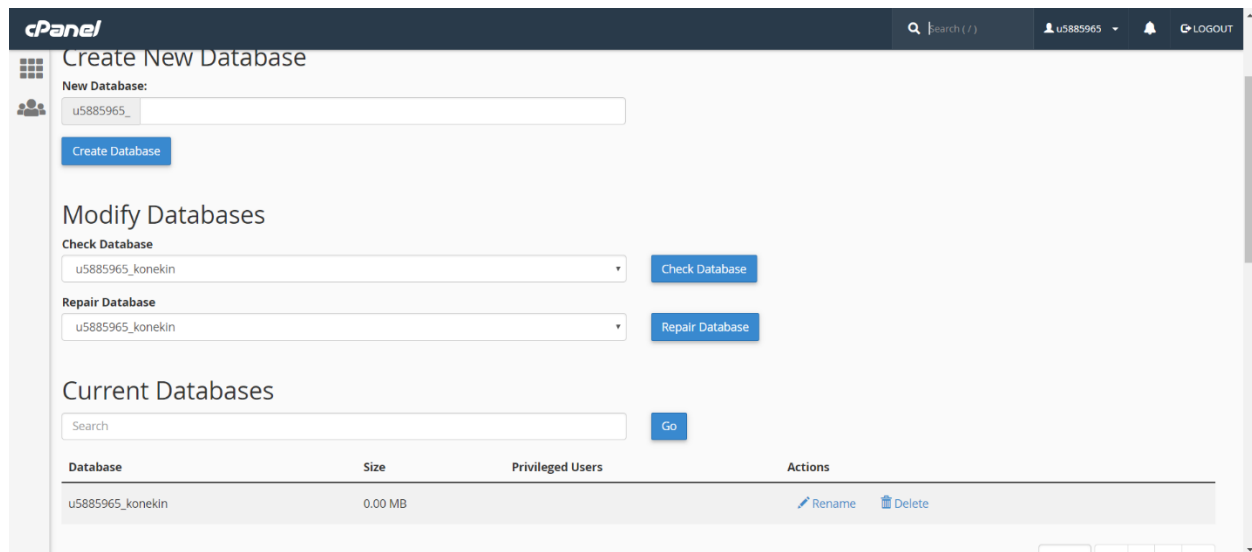 cPanel Search ( / ) u5885965 LOGOUT
Create New Database
New Database:
u5885965_
Create Database
Modify Databases
Check Database
u5885965_konekin Check Database
Repair Database
u5885965_konekin Repair Database
Current Databases
Search Go
Database Size Privileged Users Actions
u5885965_konekin 0.00 MB Rename Delete